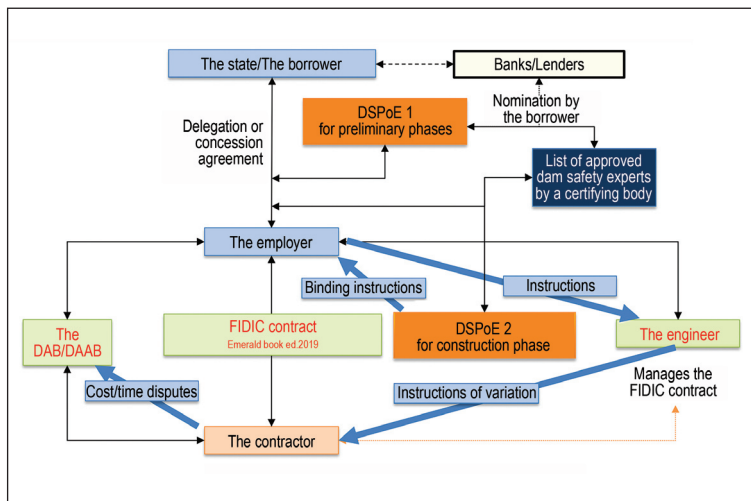 The state/The borrower
Banks/Lenders
DSPoE 1
for preliminary phases
Nomination by
the borrower
Delegation or
concession
agreement
List of approved
dam safety experts
by a certifying body
The employer
Binding instructions
Instructions
The
DAB/DAAB
FIDIC contract
Emerald book ed.2019
DSPoE 2
for construction phase
The engineer
Cost/time disputes
Instructions of variation
Manages the
FIDIC contract
The contractor